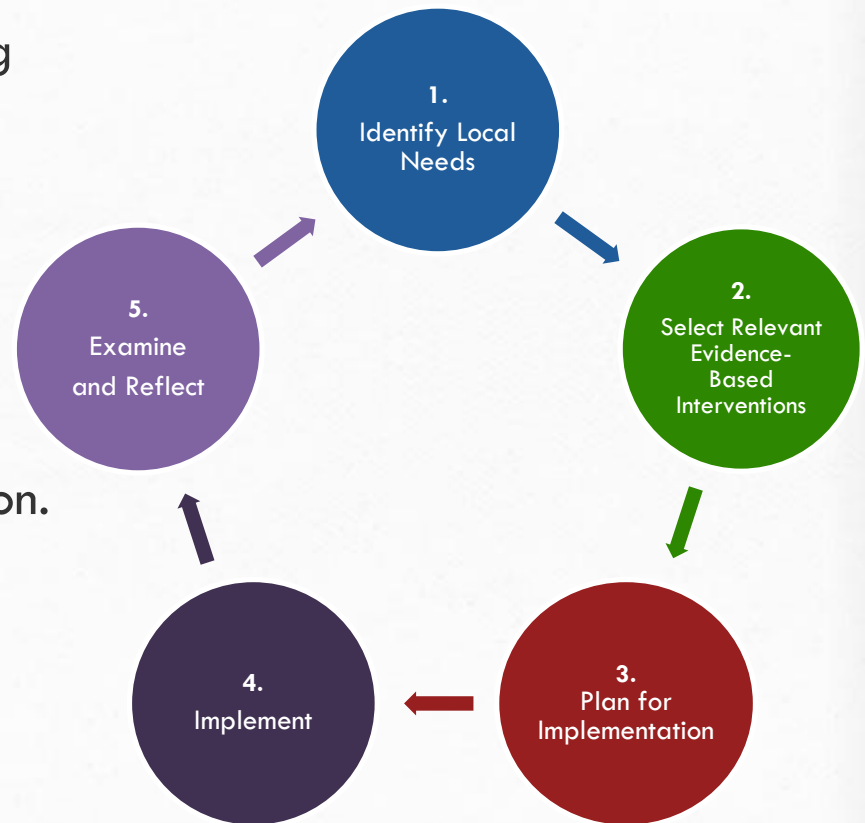 g
on.
1.
Identify Local
Needs
2.
Select Relevant
Evidence-
Based
Interventions
3.
Plan for
Implementation
4.
Implement
5.
Examine
and Reflect